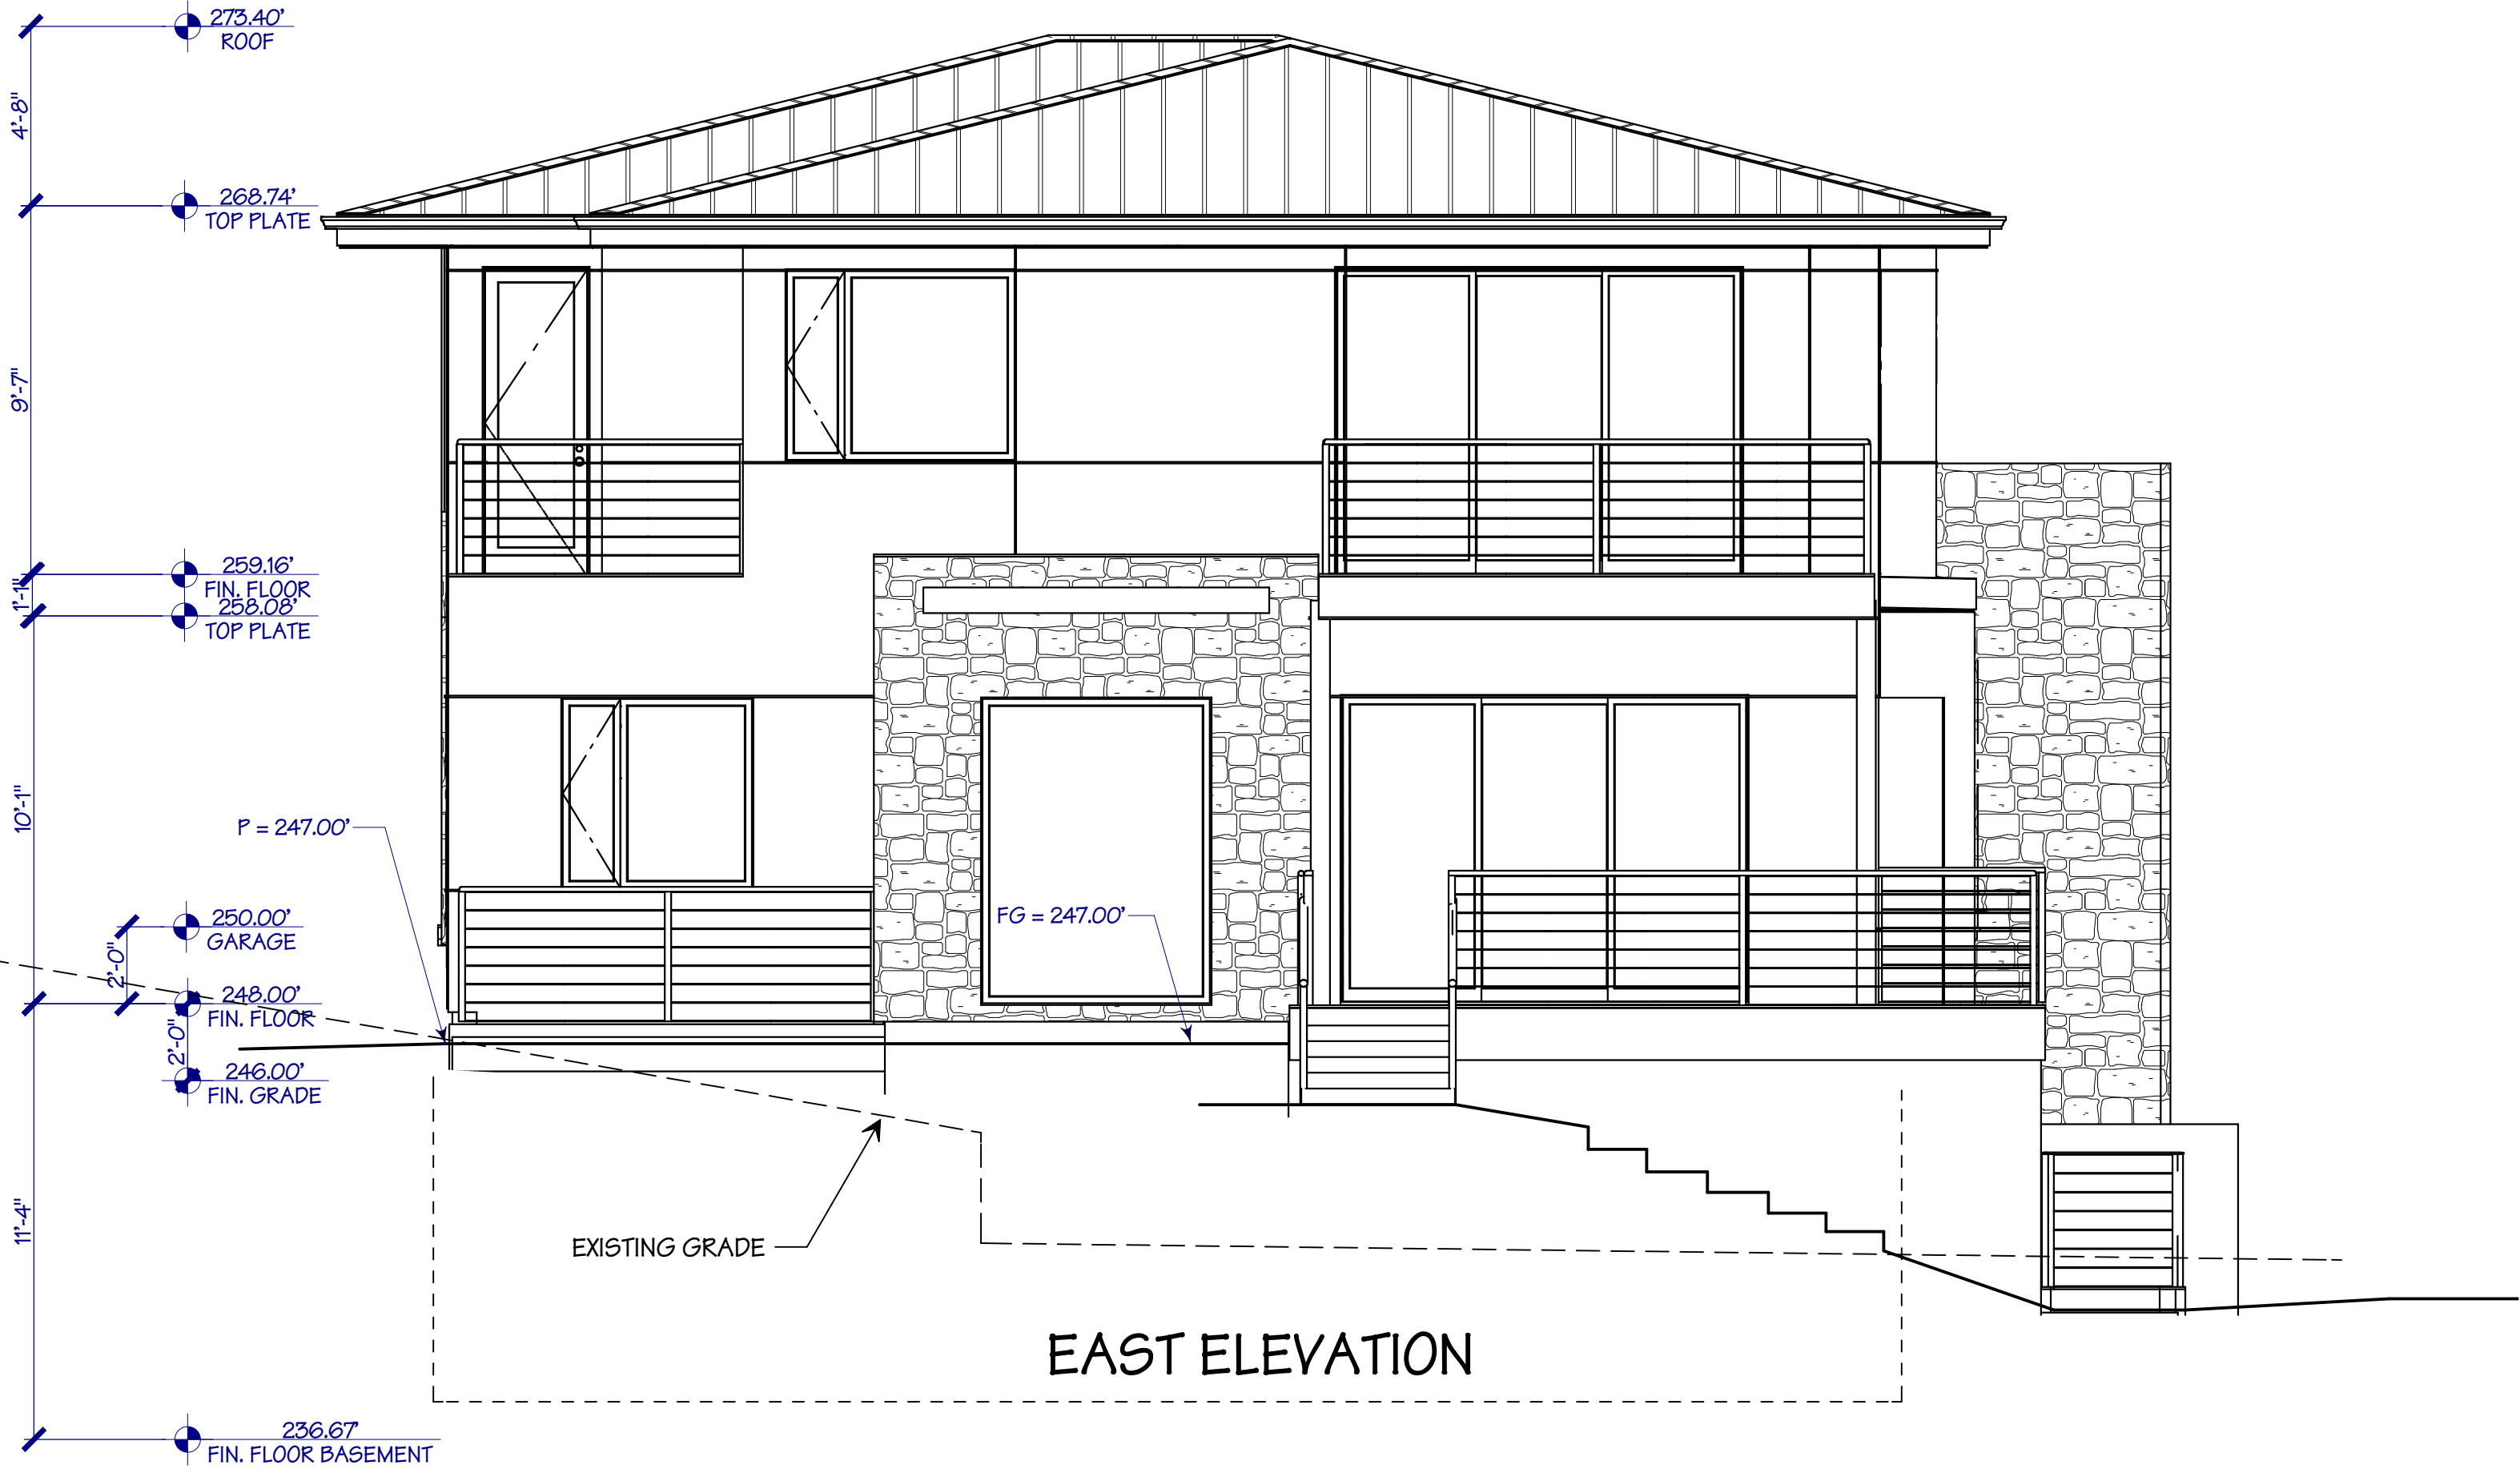 273.40'
ROOF
4'-8"
268.74'
TOP PLATE
9'-7"
259.16'
FIN. FLOOR
1'-1"
258.08'
TOP PLATE
10'-1"
P = 247.00'
250.00'
GARAGE
FG = 247.00'
2'-0"
248.00'
FIN. FLOOR
2'-0"
246.00'
FIN. GRADE
11'-4"
EXISTING GRADE
EAST ELEVATION
236.67'
FIN. FLOOR BASEMENT